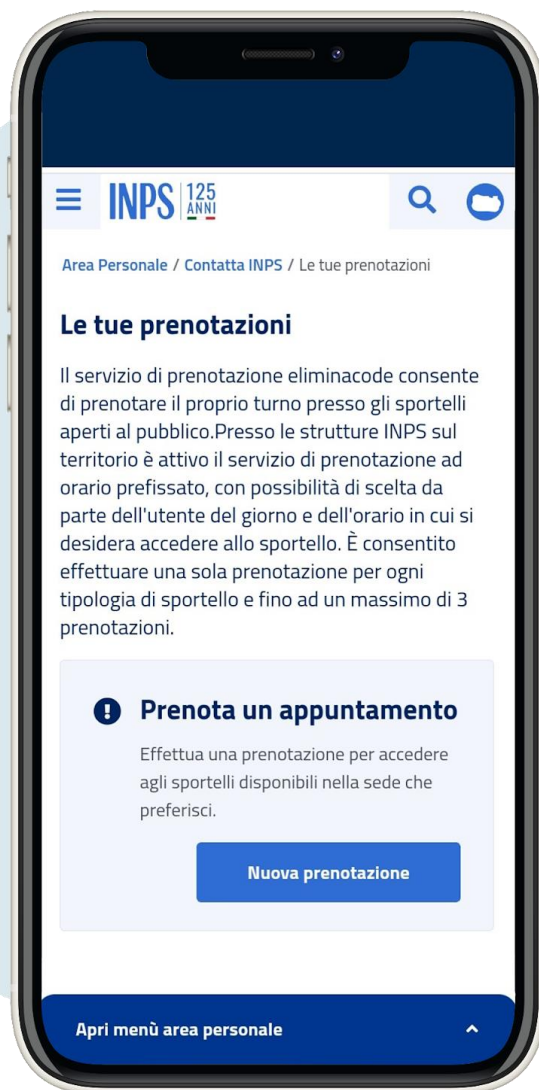 INPS 125 ANNI
Area Personale / Contatta INPS / Le tue prenotazioni
Le tue prenotazioni
Il servizio di prenotazione eliminacode consente
di prenotare il proprio turno presso gli sportelli
aperti al pubblico.Presso le strutture INPS sul
territorio è attivo il servizio di prenotazione ad
orario prefissato, con possibilità di scelta da
parte dell'utente del giorno e dell'orario in cui si
desidera accedere allo sportello. È consentito
effettuare una sola prenotazione per ogni
tipologia di sportello e fino ad un massimo di 3
prenotazioni.
Prenota un appuntamento
Effettua una prenotazione per accedere
agli sportelli disponibili nella sede che
preferisci.
Nuova prenotazione
Apri menù area personale